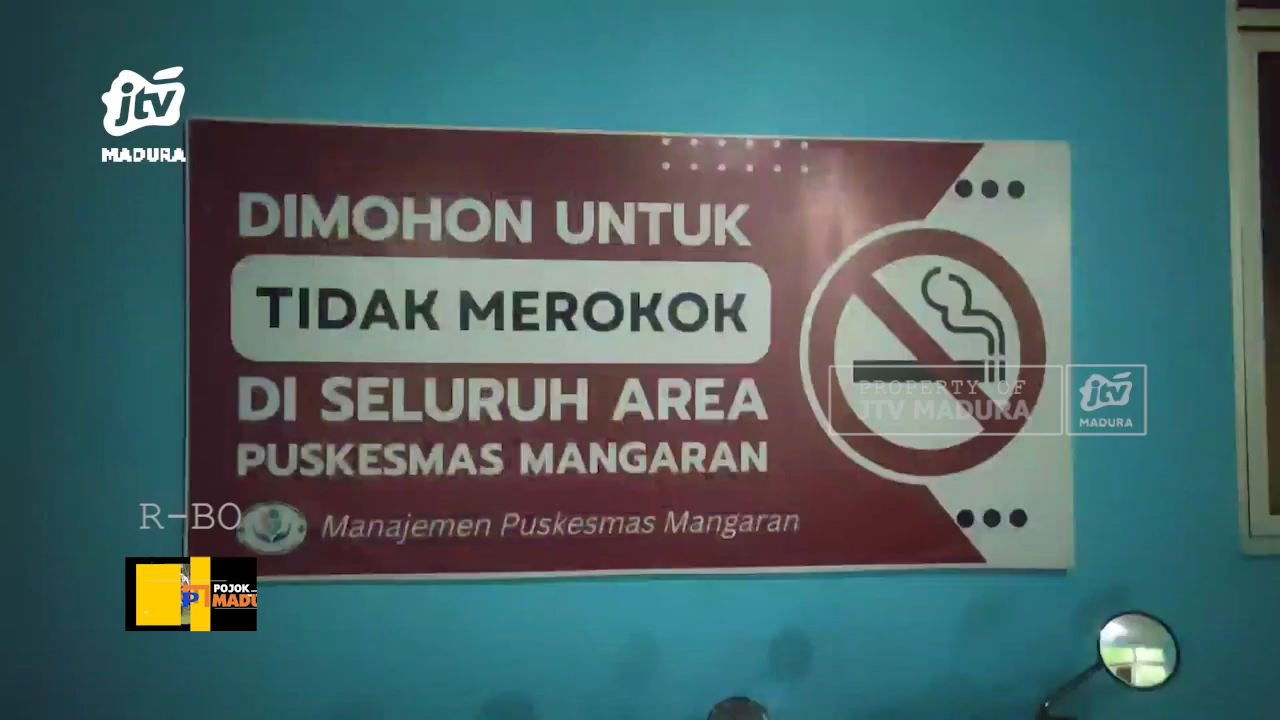 jtv
MADURA
DIMOHON UNTUK
TIDAK MEROKOK
DI SELURUH AREA
PUSKESMAS MANGARAN
Manajemen Puskesmas Mangaran
PROPERTY OF
JTV MADURA
jtv
MADURA
R-BO
POJOK
MADU